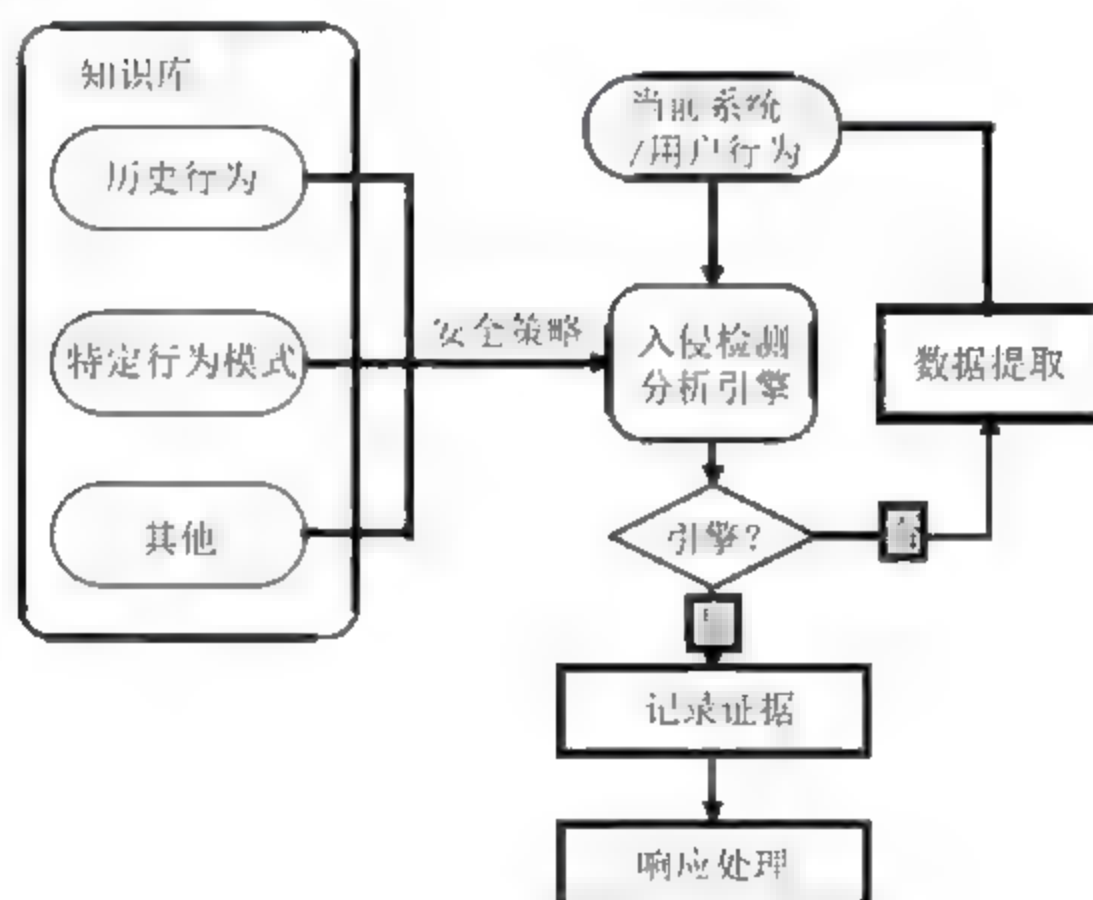 知识库
历史行为
特定行为模式
其他
安全策略
当前系统
/用户行为
入侵检测
分析引擎
数据提取
引擎?
记录证据
响应处理